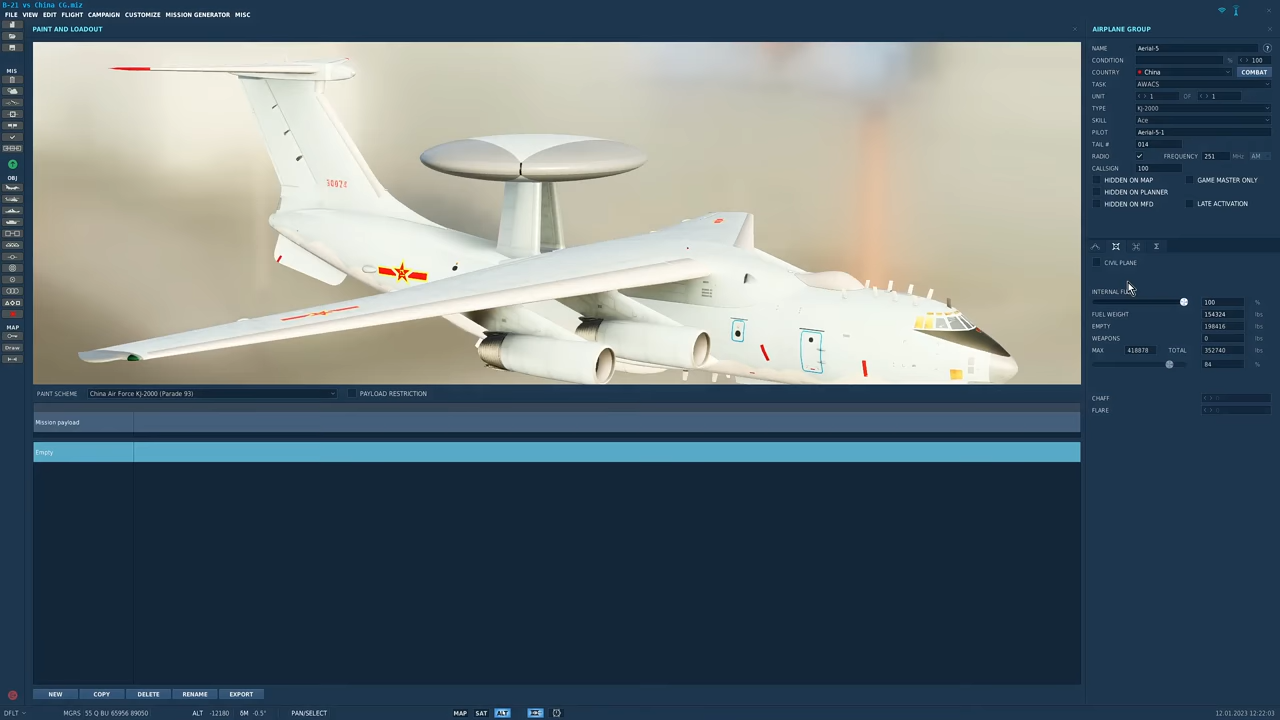 B-21 vs China CG.miz
FILE VIEW EDIT FLIGHT CAMPAIGN CUSTOMIZE MISSION GENERATOR MISC
PAINT AND LOADOUT
AIRPLANE GROUP
NAME Aerial-5 ?
CONDITION % < > 100
COUNTRY China COMBAT
TASK AWACS
UNIT < > 1 OF < > 1
TYPE KJ-2000
SKILL Ace
PILOT Aerial-5-1
TAIL # 014
RADIO FREQUENCY 251 MHz AM
CALLSIGN 100
HIDDEN ON MAP GAME MASTER ONLY
HIDDEN ON PLANNER
HIDDEN ON MFD LATE ACTIVATION
CIVIL PLANE
INTERNAL FU 100 %
FUEL WEIGHT 154324 lbs
EMPTY 198416 lbs
WEAPONS 0 lbs
MAX 418878 TOTAL 352740 lbs
84 %
CHAFF < >
FLARE < >
MIS
OBJ
MAP
Draw
PAINT SCHEME China Air Force KJ-2000 (Parade 93) PAYLOAD RESTRICTION
Mission payload
Empty
NEW COPY DELETE RENAME EXPORT
DFLT MGRS 55 Q BU 65956 89050 ALT -12180 δM -0.5° PAN/SELECT MAP SAT ALT 12.01.2023 12:22:03